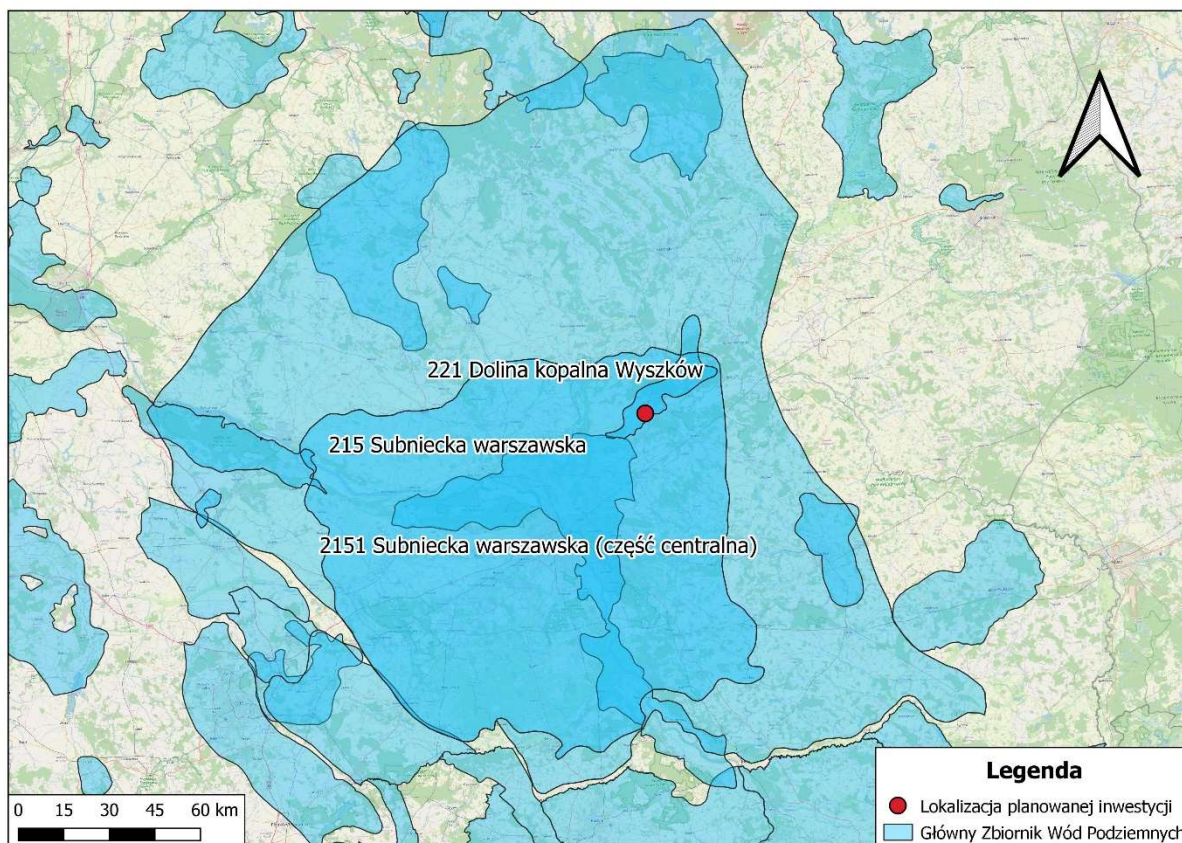 221 Dolina kopalna Wyszków
215 Subniecka warszawska
2151 Subniecka warszawska (część centralna)
0 15 30 45 60 km
Legenda
Lokalizacja planowanej inwestycji
Główny Zbiornik Wód Podziemnych